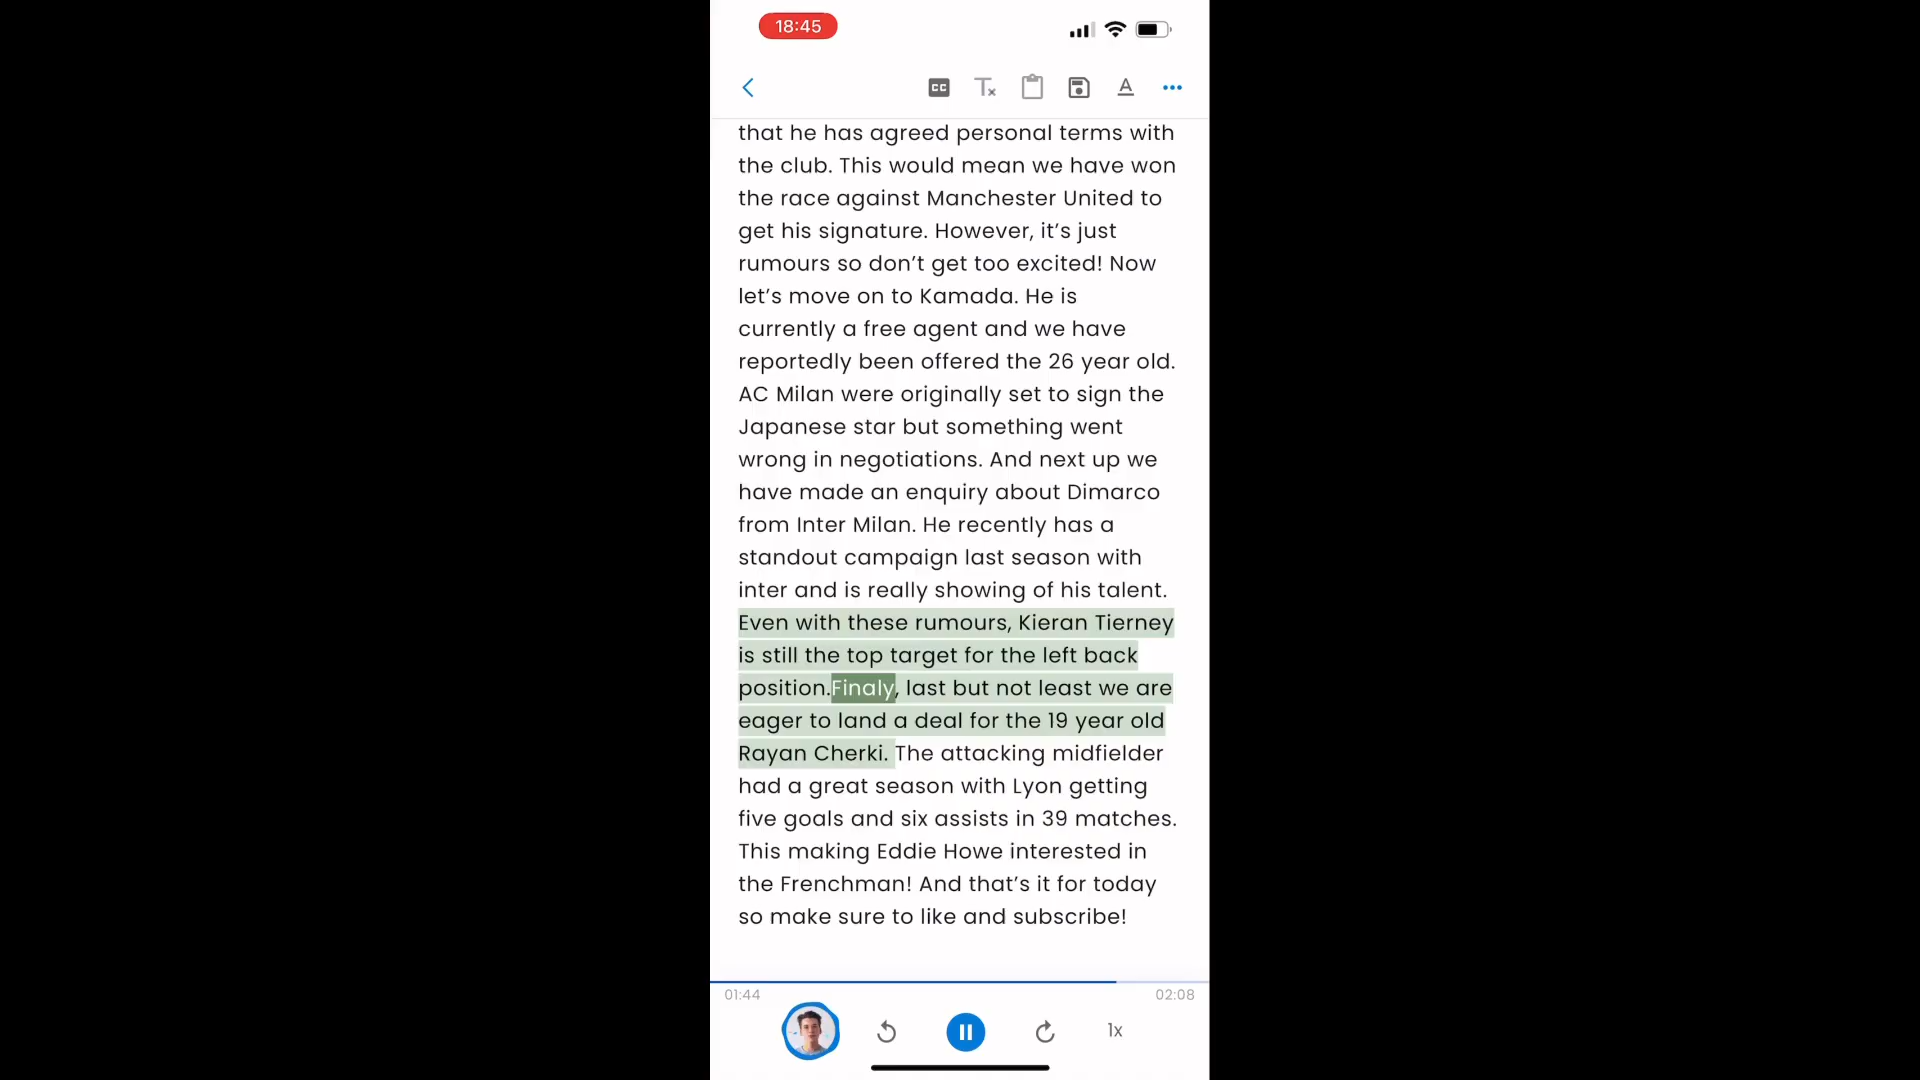 18:45
CC
that he has agreed personal terms with
the club. This would mean we have won
the race against Manchester United to
get his signature. However, it’s just
rumours so don’t get too excited! Now
let’s move on to Kamada. He is
currently a free agent and we have
reportedly been offered the 26 year old.
AC Milan were originally set to sign the
Japanese star but something went
wrong in negotiations. And next up we
have made an enquiry about Dimarco
from Inter Milan. He recently has a
standout campaign last season with
inter and is really showing of his talent.
Even with these rumours, Kieran Tierney
is still the top target for the left back
position.Finaly, last but not least we are
eager to land a deal for the 19 year old
Rayan Cherki. The attacking midfielder
had a great season with Lyon getting
five goals and six assists in 39 matches.
This making Eddie Howe interested in
the Frenchman! And that’s it for today
so make sure to like and subscribe!
01:44
02:08
1x